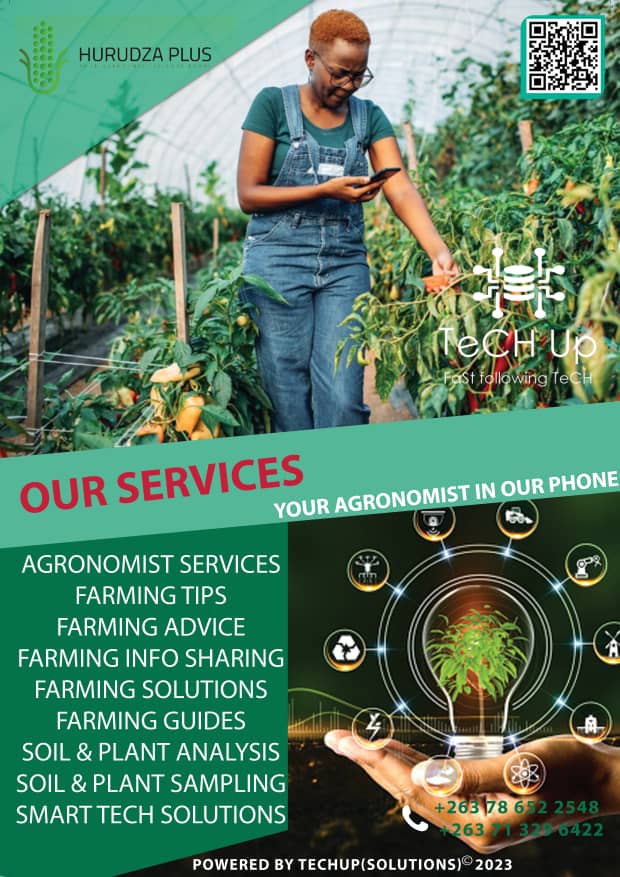 HURUDZA PLUS
TeCH Up
FaSt following TeCH
OUR SERVICES
YOUR AGRONOMIST IN OUR PHONE
AGRONOMIST SERVICES
FARMING TIPS
FARMING ADVICE
FARMING INFO SHARING
FARMING SOLUTIONS
FARMING GUIDES
SOIL & PLANT ANALYSIS
SOIL & PLANT SAMPLING
SMART TECH SOLUTIONS
+263 78 652 2548
+263 71 329 6422
POWERED BY TECHUP(SOLUTIONS)© 2023